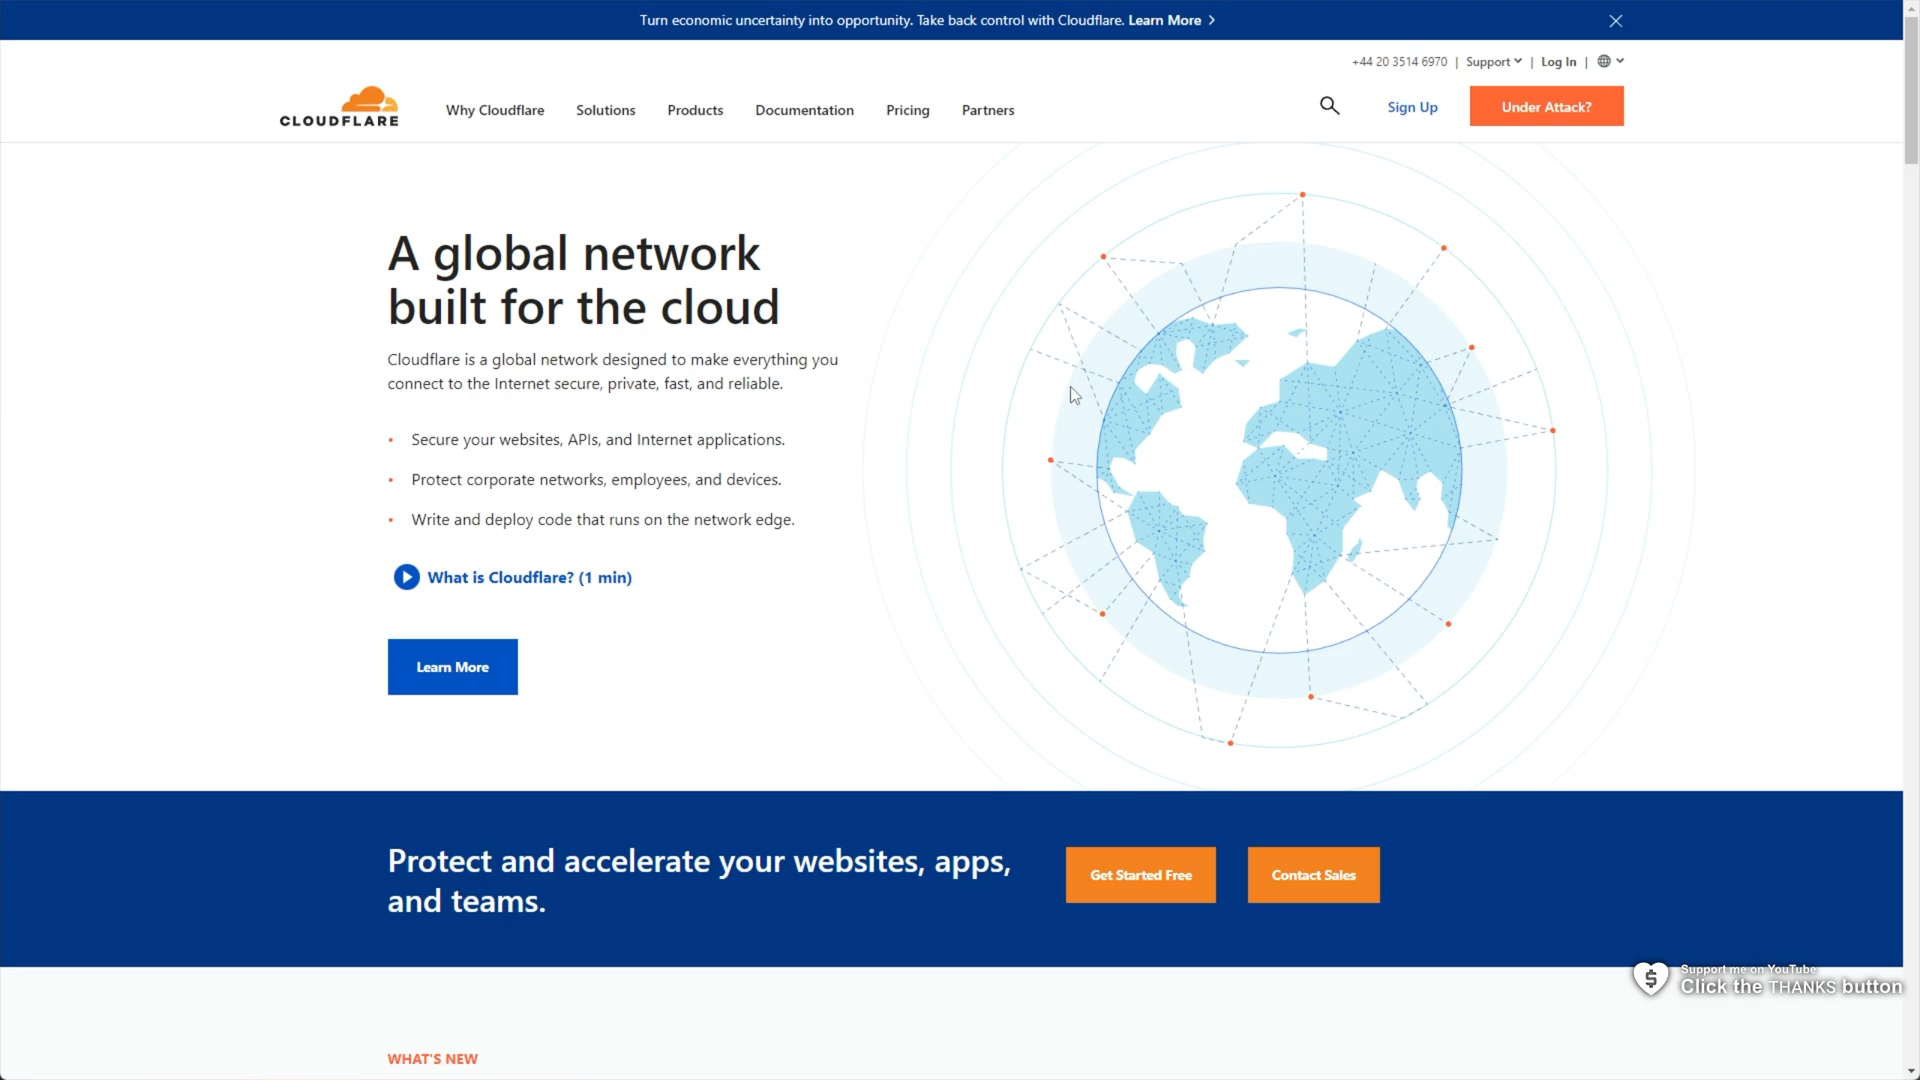 Turn economic uncertainty into opportunity. Take back control with Cloudflare. Learn More
+44 20 3514 6970 | Support | Log In |
CLOUDFLARE
Why Cloudflare Solutions Products Documentation Pricing Partners
Sign Up
Under Attack?
A global network
built for the cloud
Cloudflare is a global network designed to make everything you
connect to the Internet secure, private, fast, and reliable.
• Secure your websites, APIs, and Internet applications.
• Protect corporate networks, employees, and devices.
• Write and deploy code that runs on the network edge.
What is Cloudflare? (1 min)
Learn More
Protect and accelerate your websites, apps,
and teams.
Get Started Free
Contact Sales
$
Support me on YouTube
Click the THANKS button
WHAT'S NEW